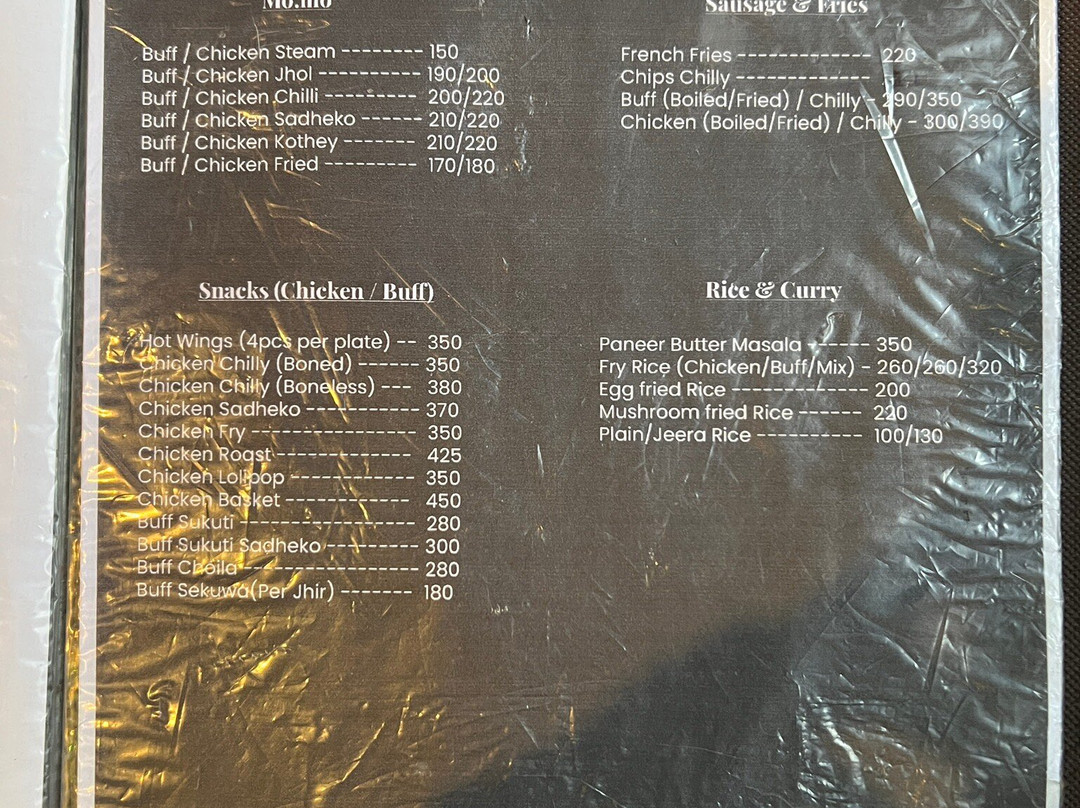 Mo:mo
Buff / Chicken Steam -------- 150
Buff / Chicken Jhol ---------- 190/200
Buff / Chicken Chilli --------- 200/220
Buff / Chicken Sadheko ------ 210/220
Buff / Chicken Kothey ------- 210/220
Buff / Chicken Fried --------- 170/180
Sausage & Fries
French Fries ------------- 220
Chips Chilly -------------
Buff (Boiled/Fried) / Chilly - 290/350
Chicken (Boiled/Fried) / Chilly - 300/390
Snacks (Chicken / Buff)
Hot Wings (4pcs per plate) -- 350
Chicken Chilly (Boned) ------ 350
Chicken Chilly (Boneless) --- 380
Chicken Sadheko ----------- 370
Chicken Fry ---------------- 350
Chicken Roast ------------- 425
Chicken Lolipop ------------ 350
Chicken Basket ------------ 450
Buff Sukuti ----------------- 280
Buff Sukuti Sadheko --------- 300
Buff Choila ----------------- 280
Buff Sekuwa(Per Jhir) ------- 180
Rice & Curry
Paneer Butter Masala ------ 350
Fry Rice (Chicken/Buff/Mix) - 260/260/320
Egg fried Rice ------------- 200
Mushroom fried Rice ------ 220
Plain/Jeera Rice ---------- 100/130